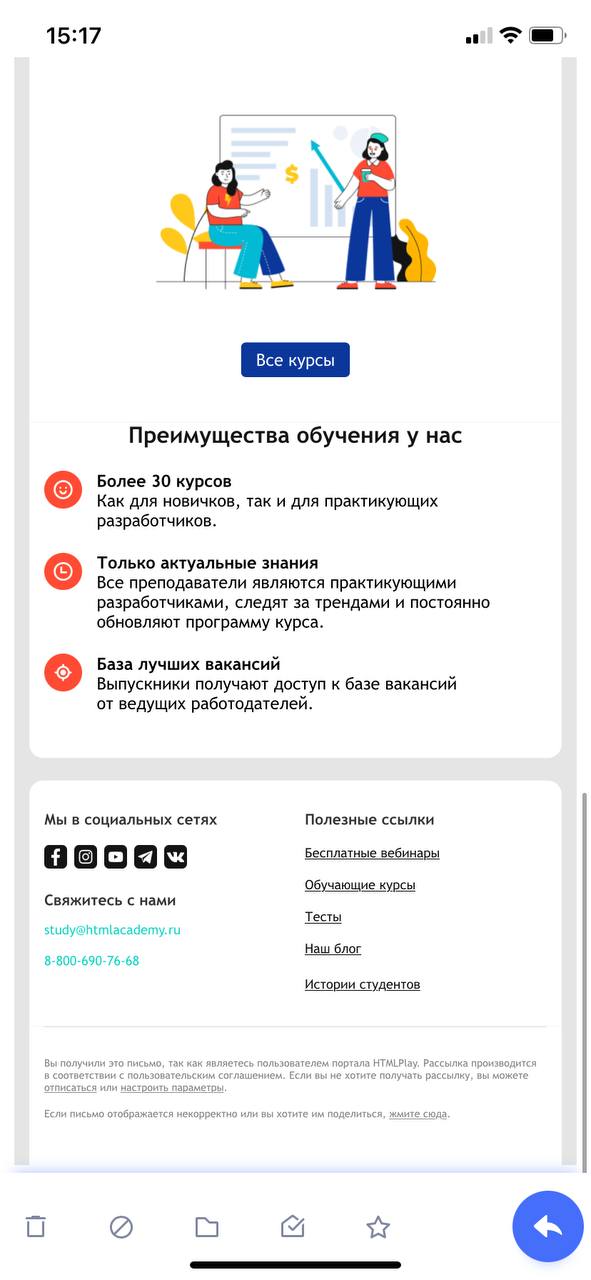 15:17
$
Все курсы
Преимущества обучения у нас
Более 30 курсов
Как для новичков, так и для практикующих
разработчиков.
Только актуальные знания
Все преподаватели являются практикующими
разработчиками, следят за трендами и постоянно
обновляют программу курса.
База лучших вакансий
Выпускники получают доступ к базе вакансий
от ведущих работодателей.
Мы в социальных сетях
Свяжитесь с нами
study@htmlacademy.ru
8-800-690-76-68
Полезные ссылки
Бесплатные вебинары
Обучающие курсы
Тесты
Наш блог
Истории студентов
Вы получили это письмо, так как являетесь пользователем портала HTMLPlay. Рассылка производится
в соответствии с пользовательским соглашением. Если вы не хотите получать рассылку, вы можете
отписаться или настроить параметры.
Если письмо отображается некорректно или вы хотите им поделиться, жмите сюда.